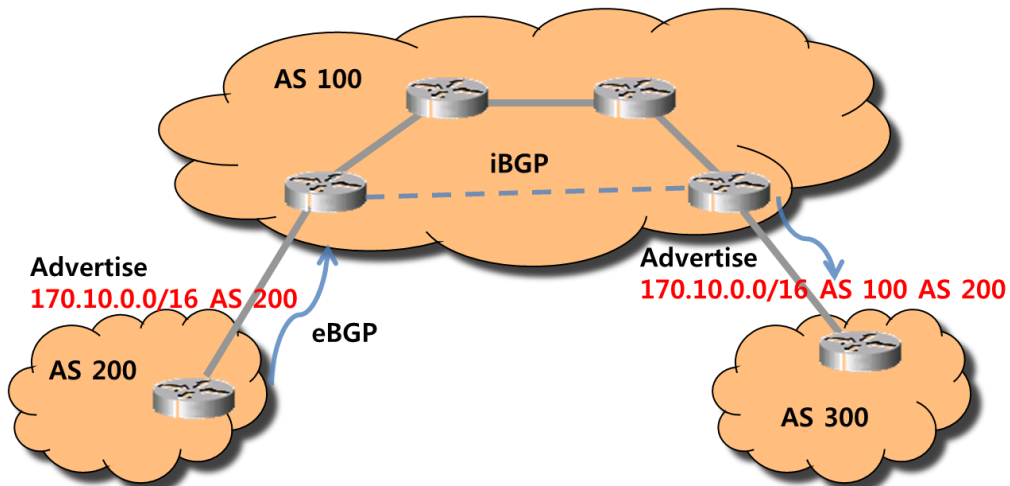 AS 100
iBGP
Advertise
170.10.0.0/16 AS 200
eBGP
AS 200
Advertise
170.10.0.0/16 AS 100 AS 200
AS 300